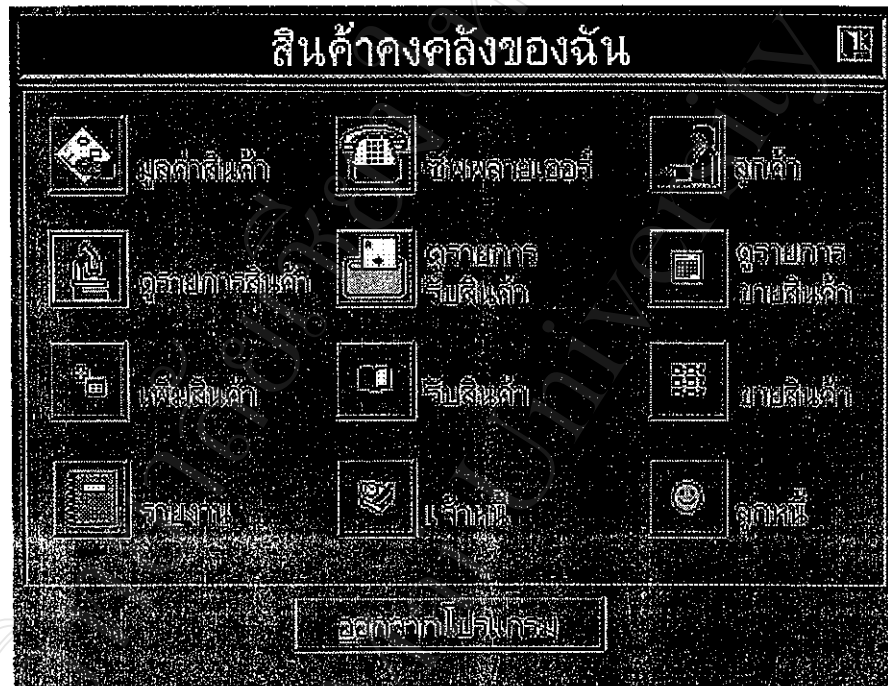 สินค้าคงคลังของฉัน
มูลค่าสินค้า
ซัพพลายเออร์
ลูกค้า
ดูรายการสินค้า
ดูรายการ
รับสินค้า
ดูรายการ
ขายสินค้า
เพิ่มสินค้า
รับสินค้า
ขายสินค้า
รายงาน
เจ้าหนี้
ลูกหนี้
ออกจากโปรแกรม